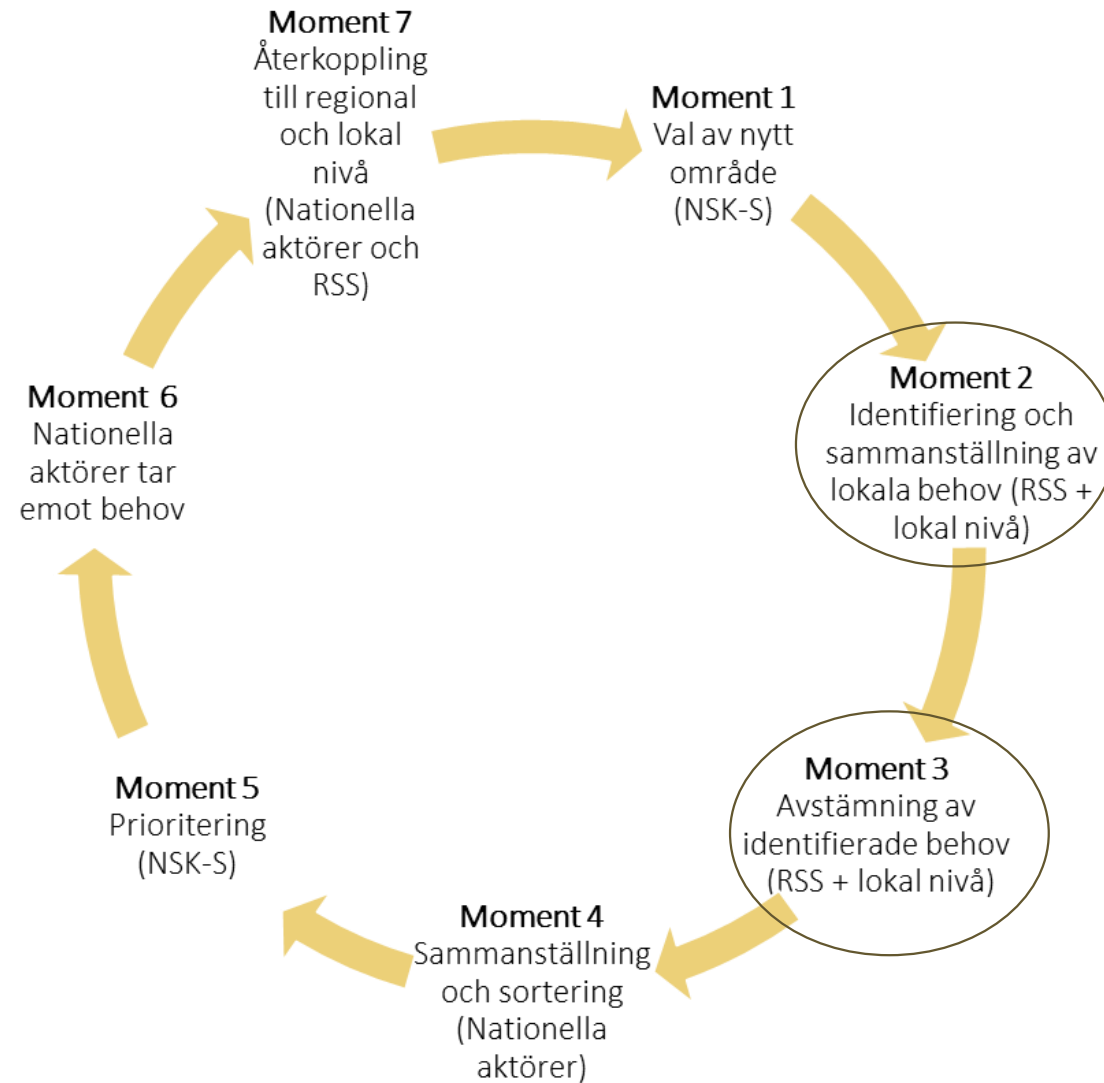 Moment 7
Återkoppling
till regional
och lokal
nivå
(Nationella
aktörer och
RSS)
Moment 1
Val av nytt
område
(NSK-S)
Moment 2
Identifiering och
sammanställning av
lokala behov (RSS +
lokal nivå)
Moment 3
Avstämning av
identifierade behov
(RSS + lokal nivå)
Moment 4
Sammanställning
och sortering
(Nationella
aktörer)
Moment 5
Prioritering
(NSK-S)
Moment 6
Nationella
aktörer tar
emot behov